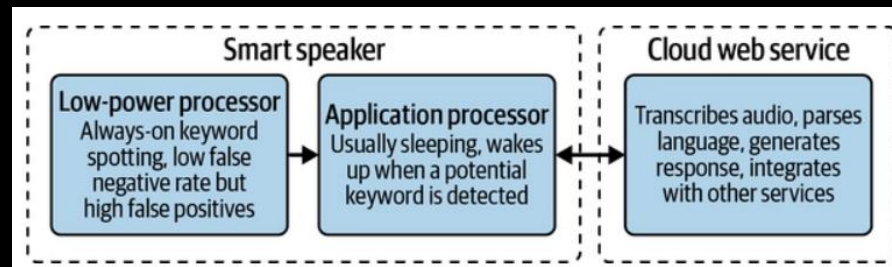 Smart speaker
Low-power processor
Always-on keyword
spotting, low false
negative rate but
high false positives
Application processor
Usually sleeping, wakes
up when a potential
keyword is detected
Cloud web service
Transcribes audio, parses
language, generates
response, integrates
with other services